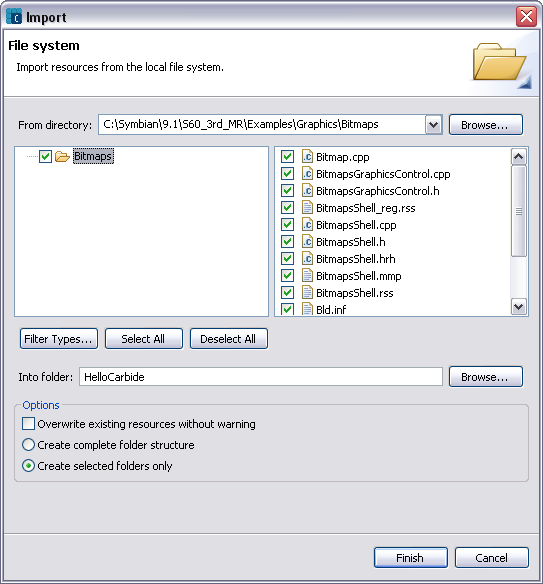 Import
File system
Import resources from the local file system.
From directory: C:\Symbian\9.1\S60_3rd_MR\Examples\Graphics\Bitmaps Browse...
Bitmaps
Bitmap.cpp
BitmapsGraphicsControl.cpp
BitmapsGraphicsControl.h
BitmapsShell_reg.rss
BitmapsShell.cpp
BitmapsShell.h
BitmapsShell.hrh
BitmapsShell.mmp
BitmapsShell.rss
Bld.inf
Filter Types... Select All Deselect All
Into folder: HelloCarbide Browse...
Options
Overwrite existing resources without warning
Create complete folder structure
Create selected folders only
Finish Cancel